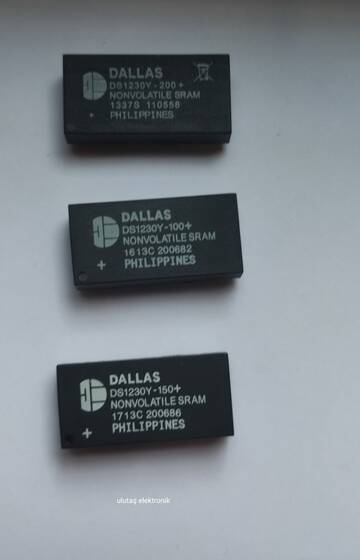 DALLAS
DS1230Y-200+
NONVOLATILE SRAM
1337S 110558
+ PHILIPPINES
DALLAS
DS1230Y-100+
NONVOLATILE SRAM
1613C 200682
+ PHILIPPINES
DALLAS
DS1230Y-150+
NONVOLATILE SRAM
1713C 200686
+ PHILIPPINES
ulutaş elektronik